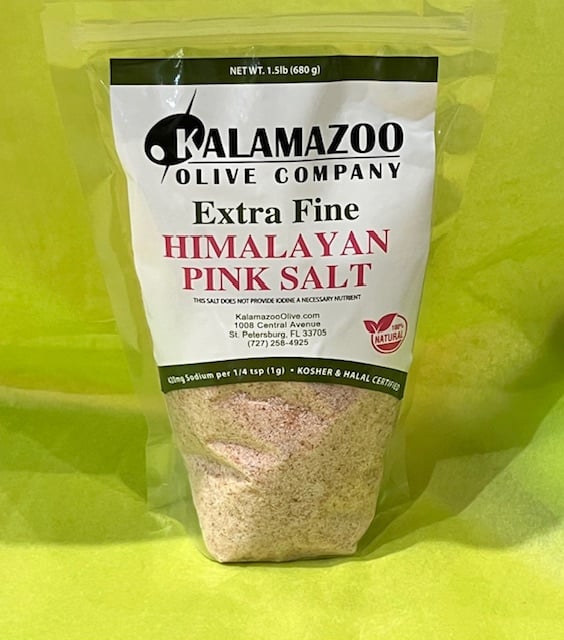 NET WT. 1.5lb (680 g)
KALAMAZOO
OLIVE COMPANY
Extra Fine
HIMALAYAN
PINK SALT
THIS SALT DOES NOT PROVIDE IODINE A NECESSARY NUTRIENT
KalamazooOlive.com
1008 Central Avenue
St. Petersburg, FL 33705
(727) 258-4925
100%
NATURAL
420mg Sodium per 1/4 tsp (1g) • KOSHER & HALAL CERTIFIED